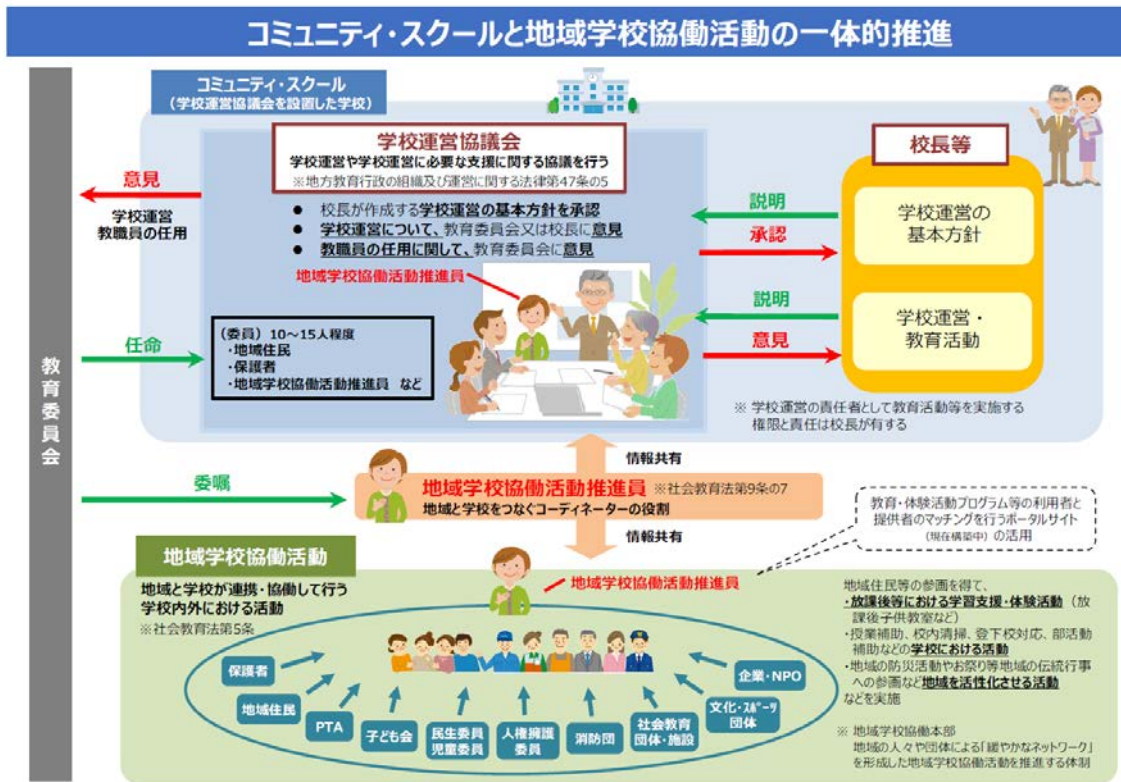 コミュニティ・スクールと地域学校協働活動の一体的推進
コミュニティ・スクール
(学校運営協議会を設置した学校)
学校運営協議会
学校運営や学校運営に必要な支援に関する協議を行う
※地方教育行政の組織及び運営に関する法律第47条の5
● 校長が作成する学校運営の基本方針を承認
● 学校運営について、教育委員会又は校長に意見
● 教職員の任用に関して、教育委員会に意見
地域学校協働活動推進員
(委員) 10～15人程度
・地域住民
・保護者
・地域学校協働活動推進員 など
教育委員会
意見
学校運営
教職員の任用
任命
説明
承認
説明
意見
校長等
学校運営の
基本方針
学校運営・
教育活動
※ 学校運営の責任者として教育活動等を実施する
権限と責任は校長が有する
情報共有
委嘱
地域学校協働活動推進員 ※社会教育法第9条の7
地域と学校をつなぐコーディネーターの役割
情報共有
教育・体験活動プログラム等の利用者と
提供者のマッチングを行うポータルサイト
(現在構築中) の活用
地域学校協働活動
地域と学校が連携・協働して行う
学校内外における活動
※社会教育法第5条
地域学校協働活動推進員
保護者
地域住民
PTA
子ども会
民生委員
児童委員
人権擁護
委員
消防団
社会教育
団体・施設
文化・スポーツ
団体
企業・NPO
地域住民等の参画を得て、
・放課後等における学習支援・体験活動 (放
課後子供教室など)
・授業補助、校内清掃、登下校対応、部活動
補助などの学校における活動
・地域の防災活動やお祭り等地域の伝統行事
への参画など地域を活性化させる活動
などを実施
※ 地域学校協働本部
地域の人々や団体による「緩やかなネットワーク」
を形成した地域学校協働活動を推進する体制